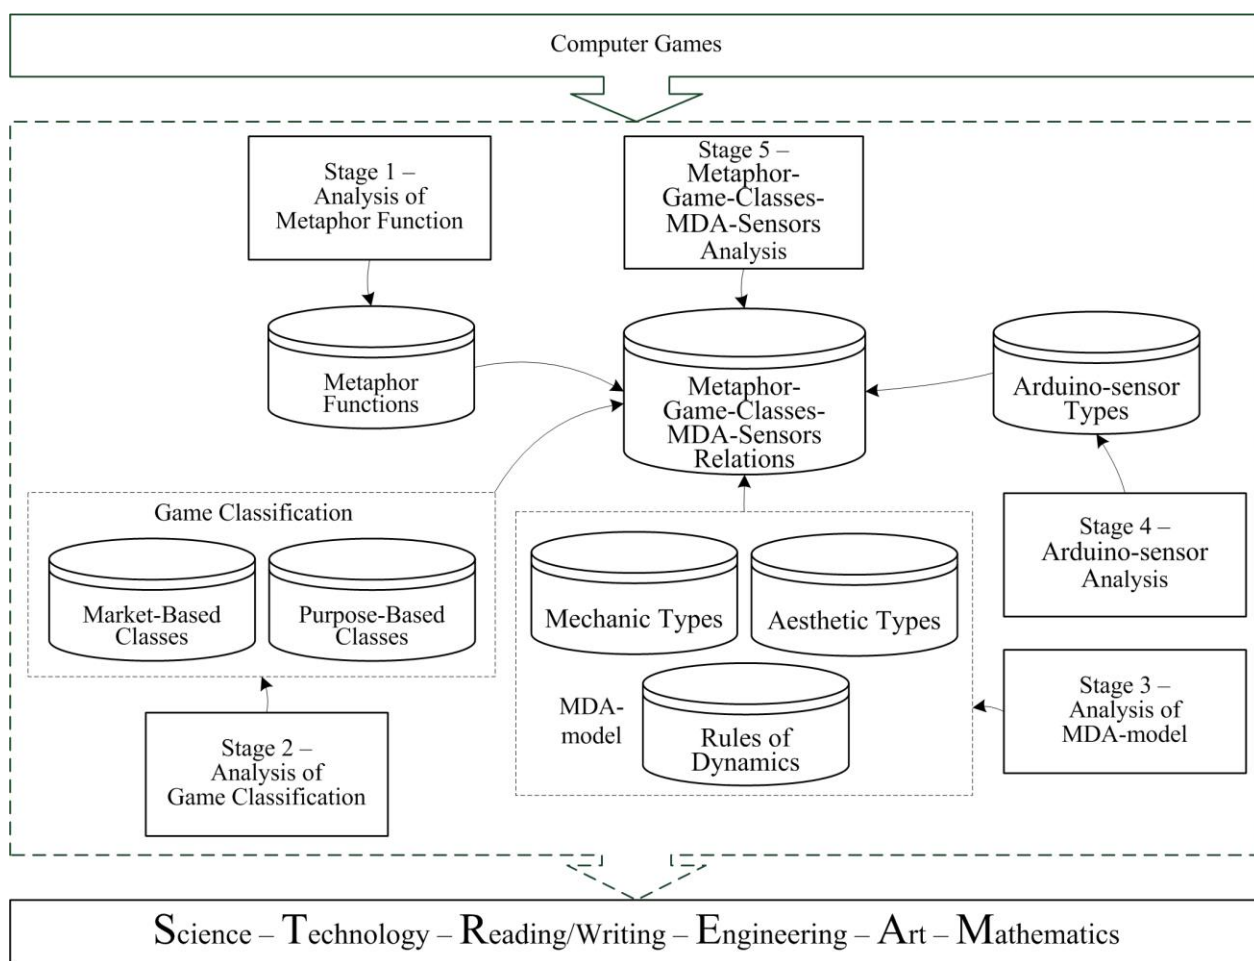 Computer Games
Stage 1 –
Analysis of
Metaphor Function
Stage 5 –
Metaphor-
Game-Classes-
MDA-Sensors
Analysis
Metaphor
Functions
Metaphor-
Game-Classes-
MDA-Sensors
Relations
Arduino-sensor
Types
Game Classification
Market-Based
Classes
Purpose-Based
Classes
Mechanic Types
Aesthetic Types
MDA-
model
Rules of
Dynamics
Stage 4 –
Arduino-sensor
Analysis
Stage 3 –
Analysis of
MDA-model
Stage 2 –
Analysis of
Game Classification
Science – Technology – Reading/Writing – Engineering – Art – Mathematics